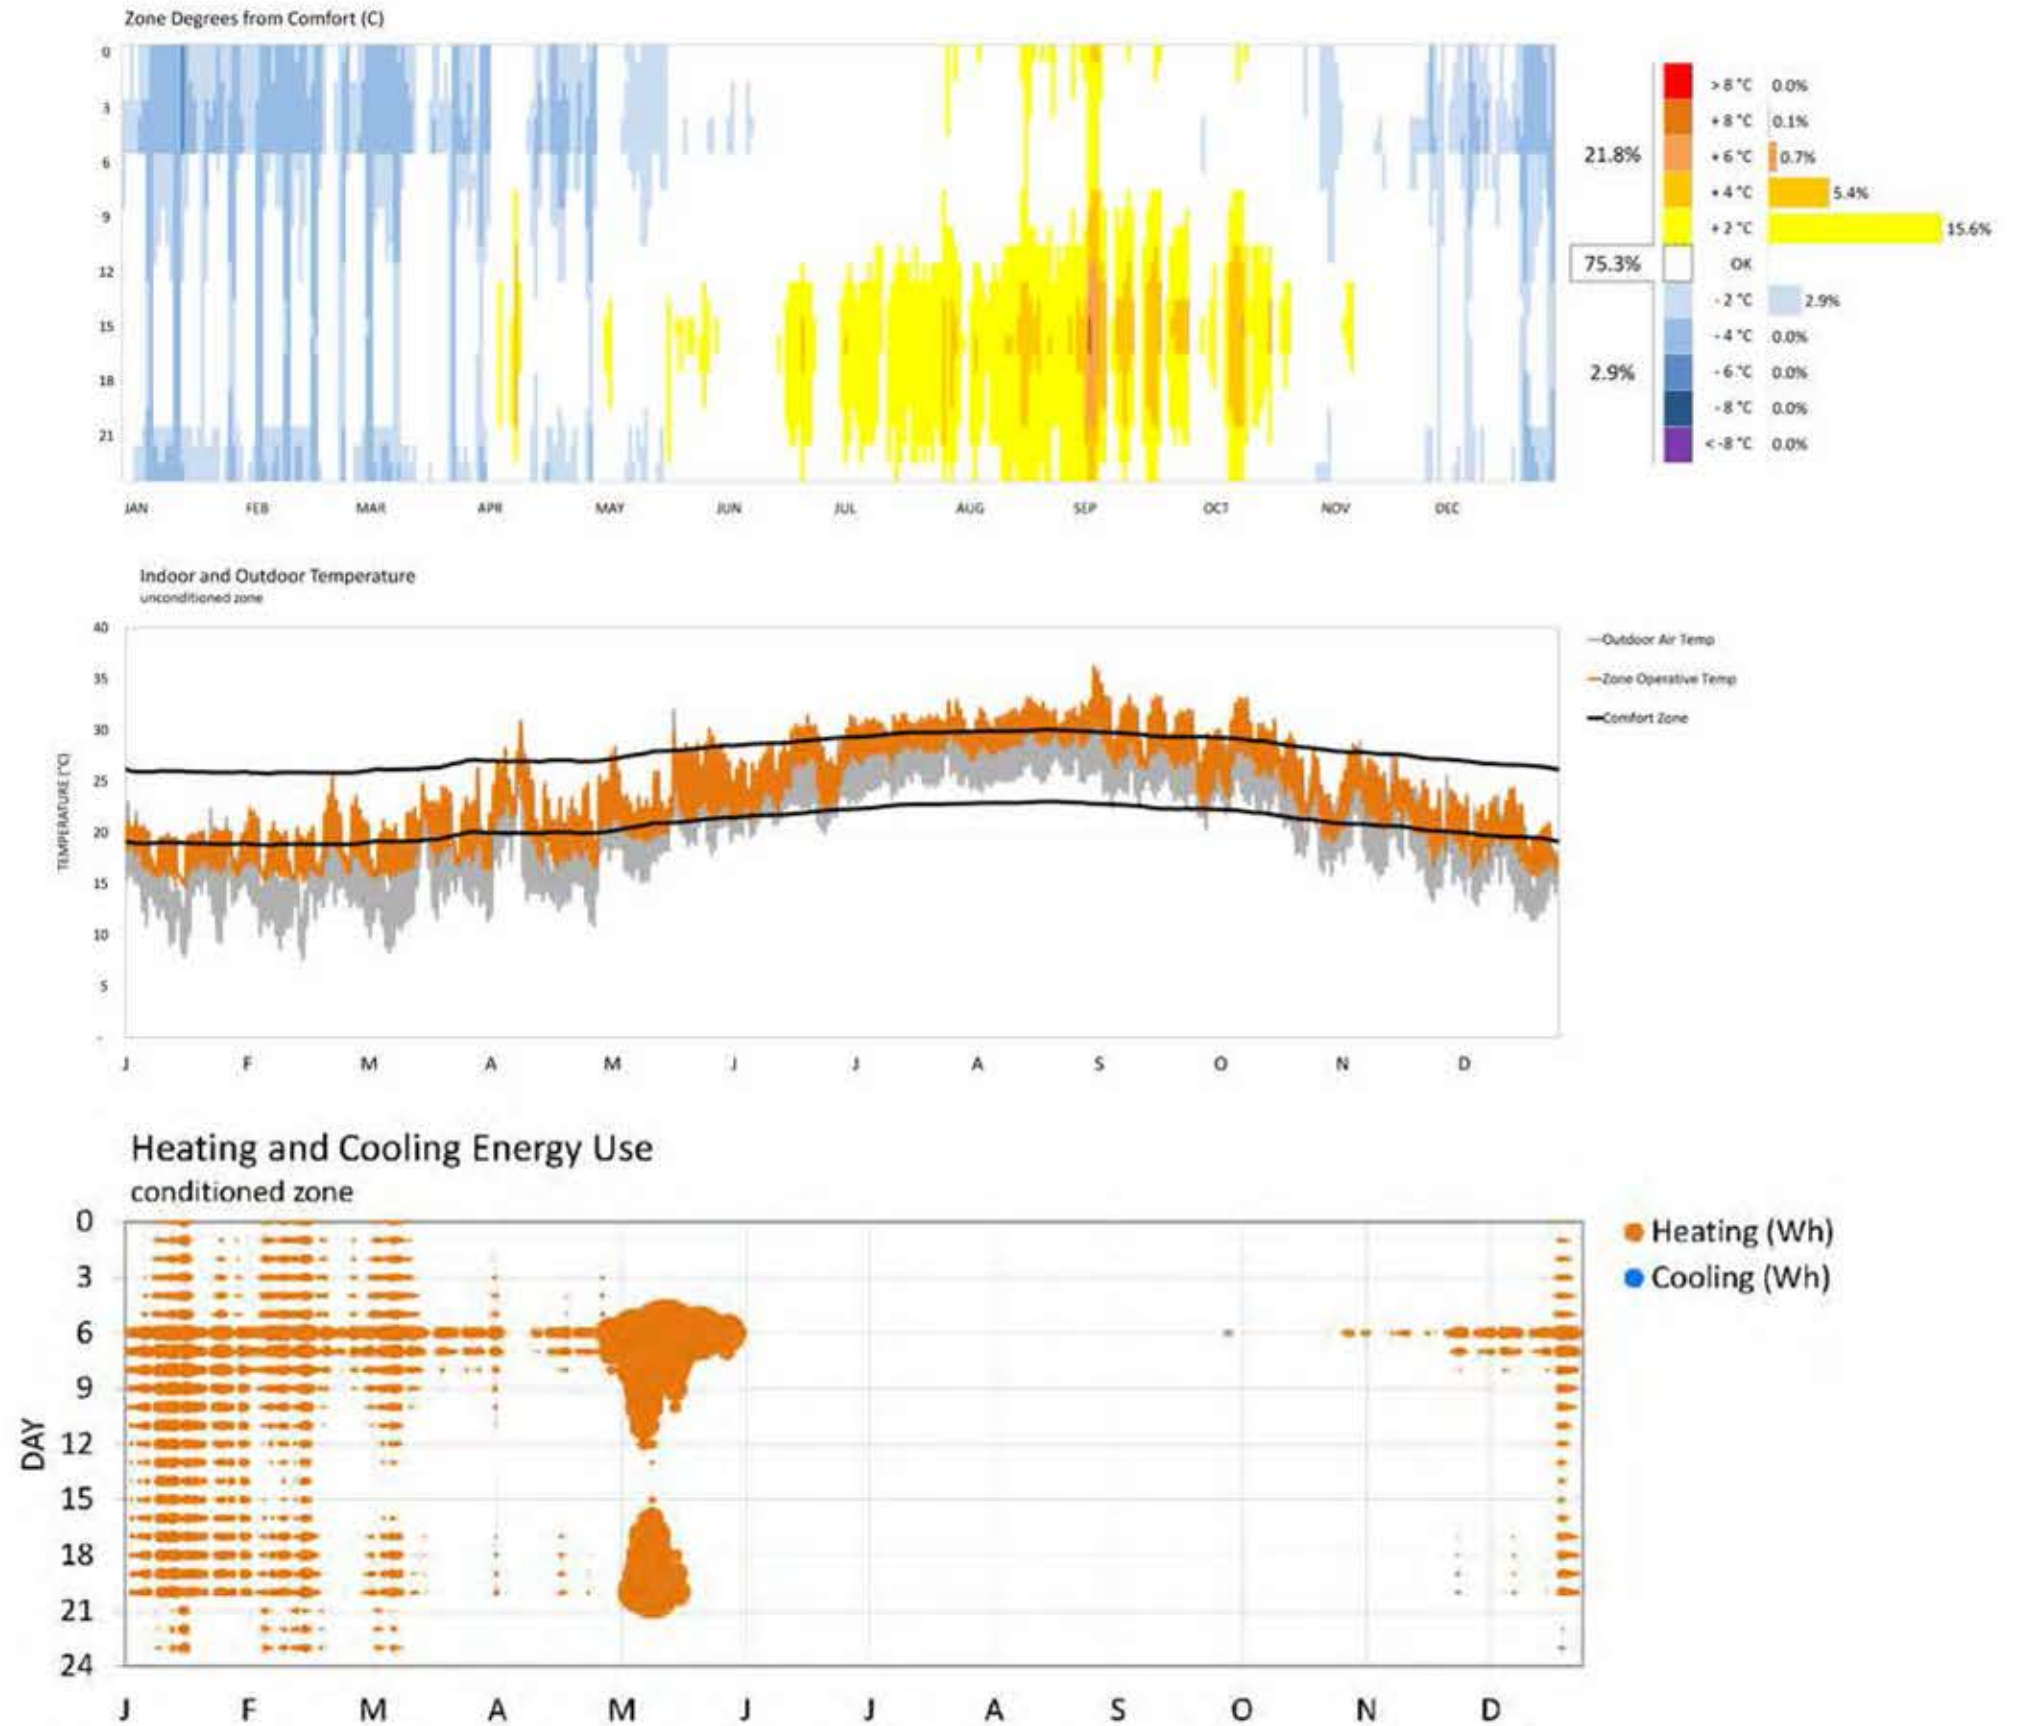 Zone Degrees from Comfort (C)
0
3
6
9
12
15
18
21
JAN FEB MAR APR MAY JUN JUL AUG SEP OCT NOV DEC
21.8%
75.3%
2.9%
> 8 °C 0.0%
+ 8 °C 0.1%
+ 6 °C 0.7%
+ 4 °C 5.4%
+ 2 °C 15.6%
OK
- 2 °C 2.9%
- 4 °C 0.0%
- 6 °C 0.0%
- 8 °C 0.0%
< -8 °C 0.0%
Indoor and Outdoor Temperature
unconditioned zone
TEMPERATURE (°C)
40
35
30
25
20
15
10
5
-
J F M A M J J A S O N D
Outdoor Air Temp
Zone Operative Temp
Comfort Zone
Heating and Cooling Energy Use
conditioned zone
DAY
0
3
6
9
12
15
18
21
24
J F M A M J J A S O N D
Heating (Wh)
Cooling (Wh)